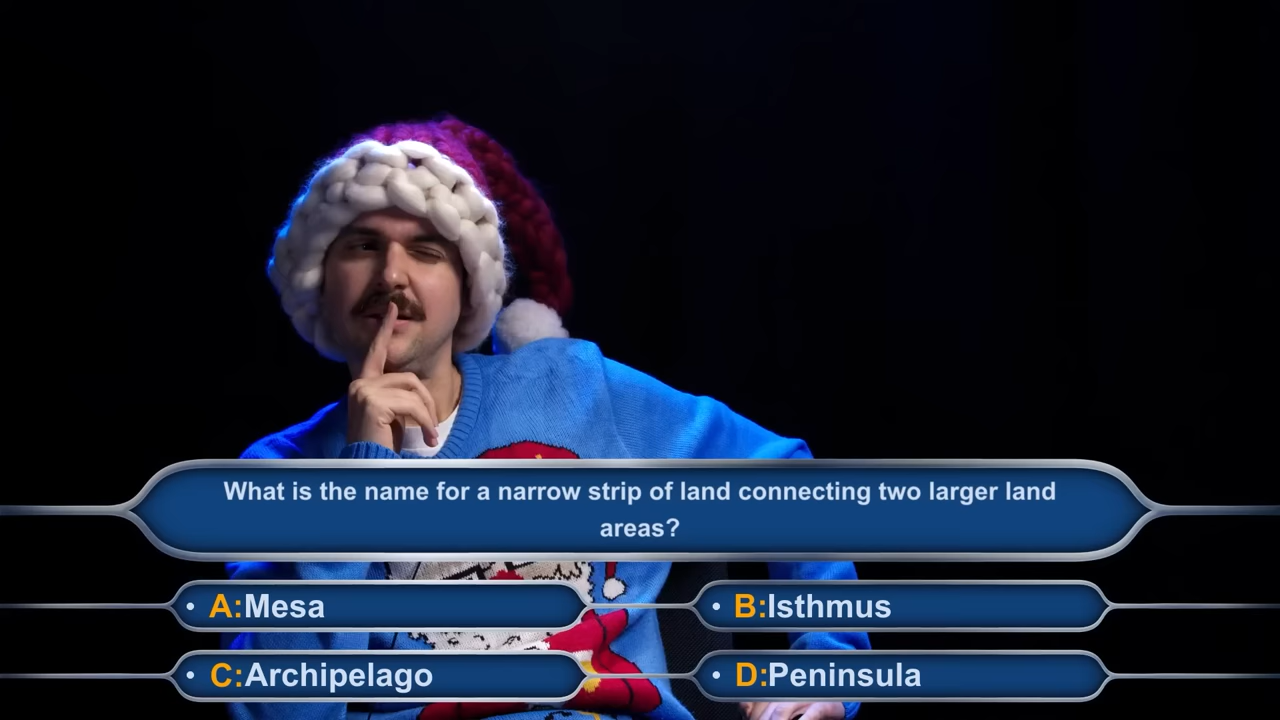 What is the name for a narrow strip of land connecting two larger land
areas?
• A:Mesa
• B:Isthmus
• C:Archipelago
• D:Peninsula